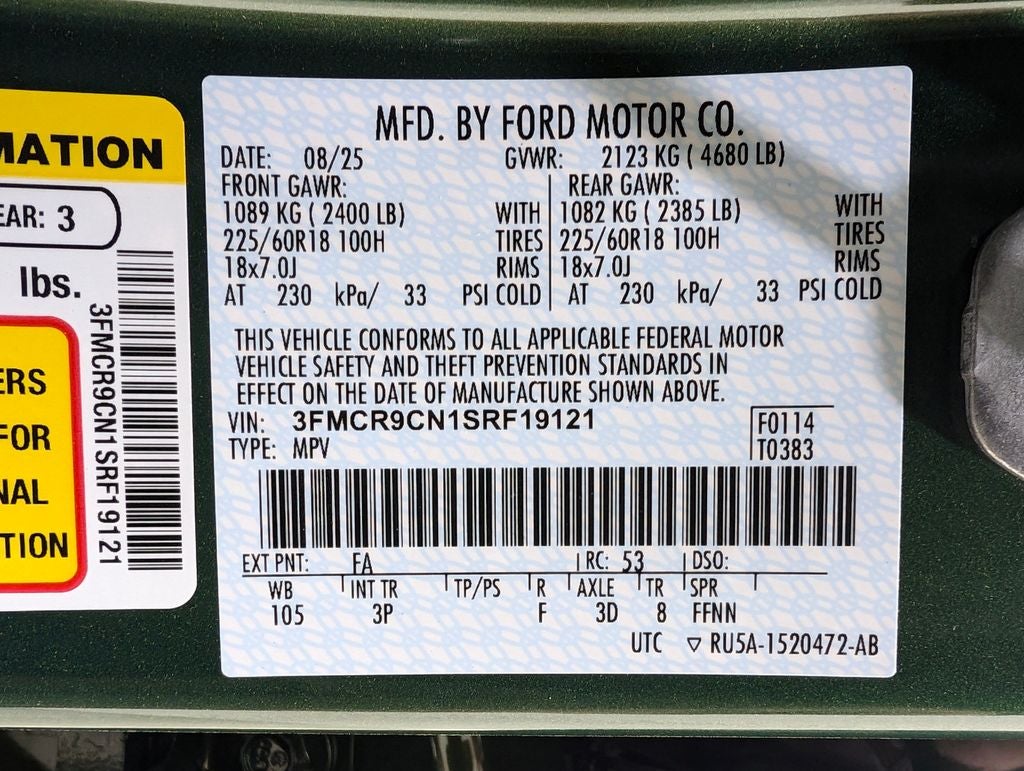 MATION
EAR: 3
lbs.
ERS
FOR
NAL
TION
3FMCR9CN1SRF19121
MFD. BY FORD MOTOR CO.
DATE: 08/25 GVWR: 2123 KG ( 4680 LB)
FRONT GAWR: REAR GAWR:
1089 KG ( 2400 LB) WITH 1082 KG ( 2385 LB) WITH
225/60R18 100H TIRES 225/60R18 100H TIRES
18x7.0J RIMS 18x7.0J RIMS
AT 230 kPa/ 33 PSI COLD AT 230 kPa/ 33 PSI COLD
THIS VEHICLE CONFORMS TO ALL APPLICABLE FEDERAL MOTOR
VEHICLE SAFETY AND THEFT PREVENTION STANDARDS IN
EFFECT ON THE DATE OF MANUFACTURE SHOWN ABOVE.
VIN: 3FMCR9CN1SRF19121 F0114
TYPE: MPV T0383
EXT PNT: EA RC: 53 DSO:
WB INT TR TP/PS R AXLE TR SPR
105 3P F 3D 8 FFNN
UTC ▽ RU5A-1520472-AB